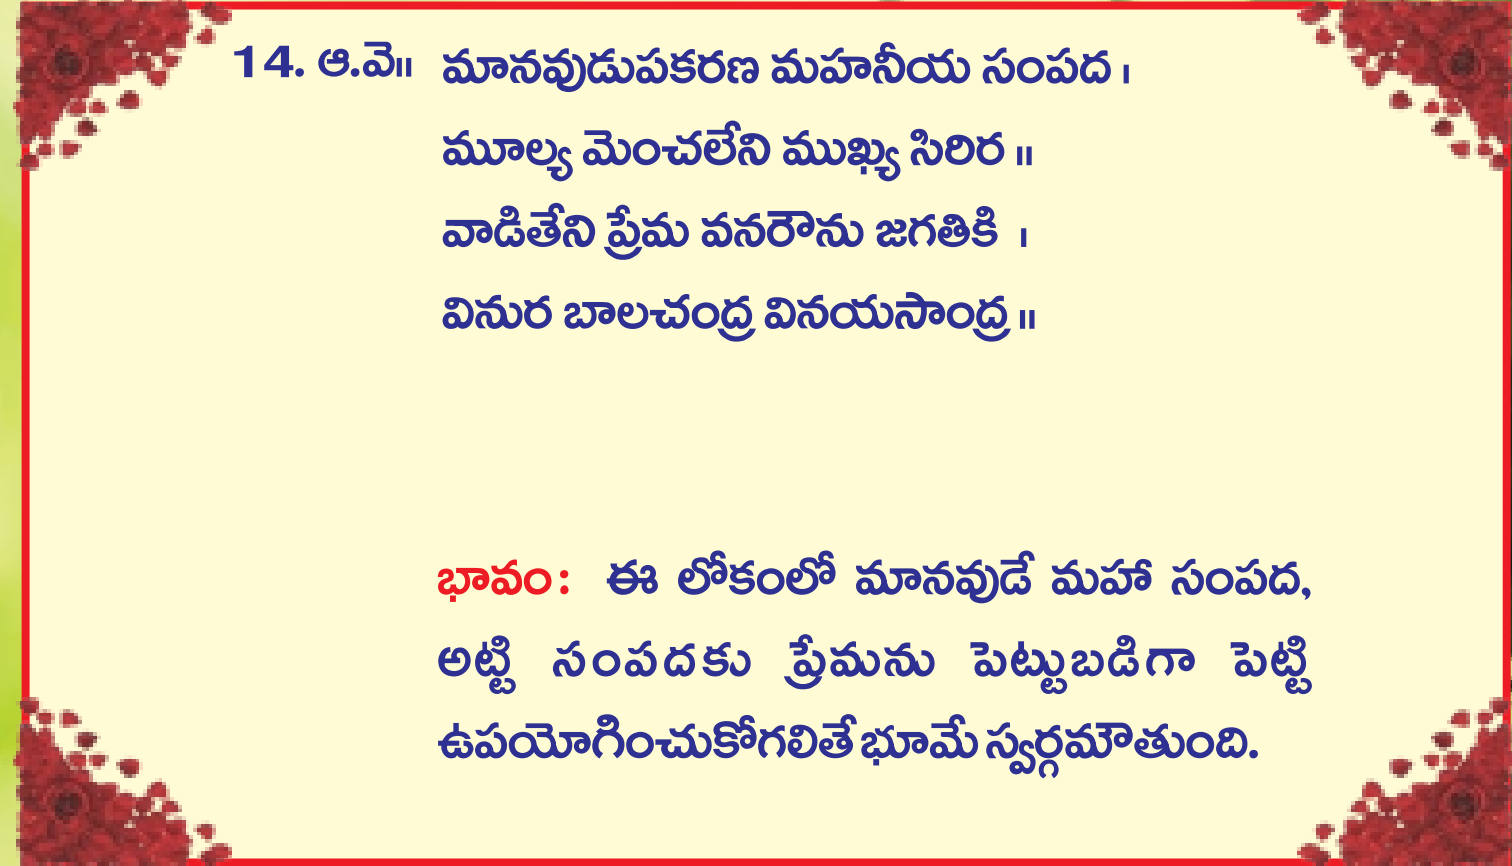 14. ఆ.వె॥ మానవుడుపకరణ మహనీయ సంపద ।
మూల్య మెంచలేని ముఖ్య సిరిర ॥
వాడితేని ప్రేమ వనరౌను జగతికి ।
వినుర బాలచంద్ర వినయసాంద్ర ॥
భావం : ఈ లోకంలో మానవుడే మహా సంపద,
అట్టి సంపదకు ప్రేమను పెట్టుబడిగా పెట్టి
ఉపయోగించుకోగలితే భూమే స్వర్గమౌతుంది.